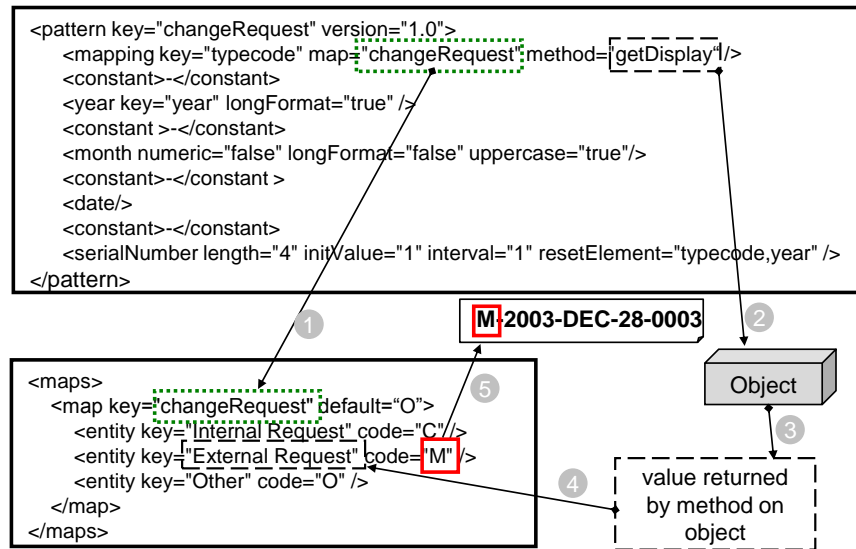 <pattern key="changeRequest" version="1.0">
<mapping key="typecode" map="changeRequest" method="getDisplay“ />
<constant>-</constant>
<year key="year" longFormat="true" />
<constant >-</constant>
<month numeric="false" longFormat="false" uppercase="true"/>
<constant>-</constant >
<date/>
<constant>-</constant>
<serialNumber length="4" initValue="1" interval="1" resetElement="typecode,year" />
</pattern>
1
M-2003-DEC-28-0003
2
<maps>
<map key="changeRequest" default=“O”>
<entity key="Internal Request" code="C" />
<entity key="External Request" code="M" />
<entity key="Other" code="O" />
</map>
</maps>
5
Object
3
4
value returned
by method on
object